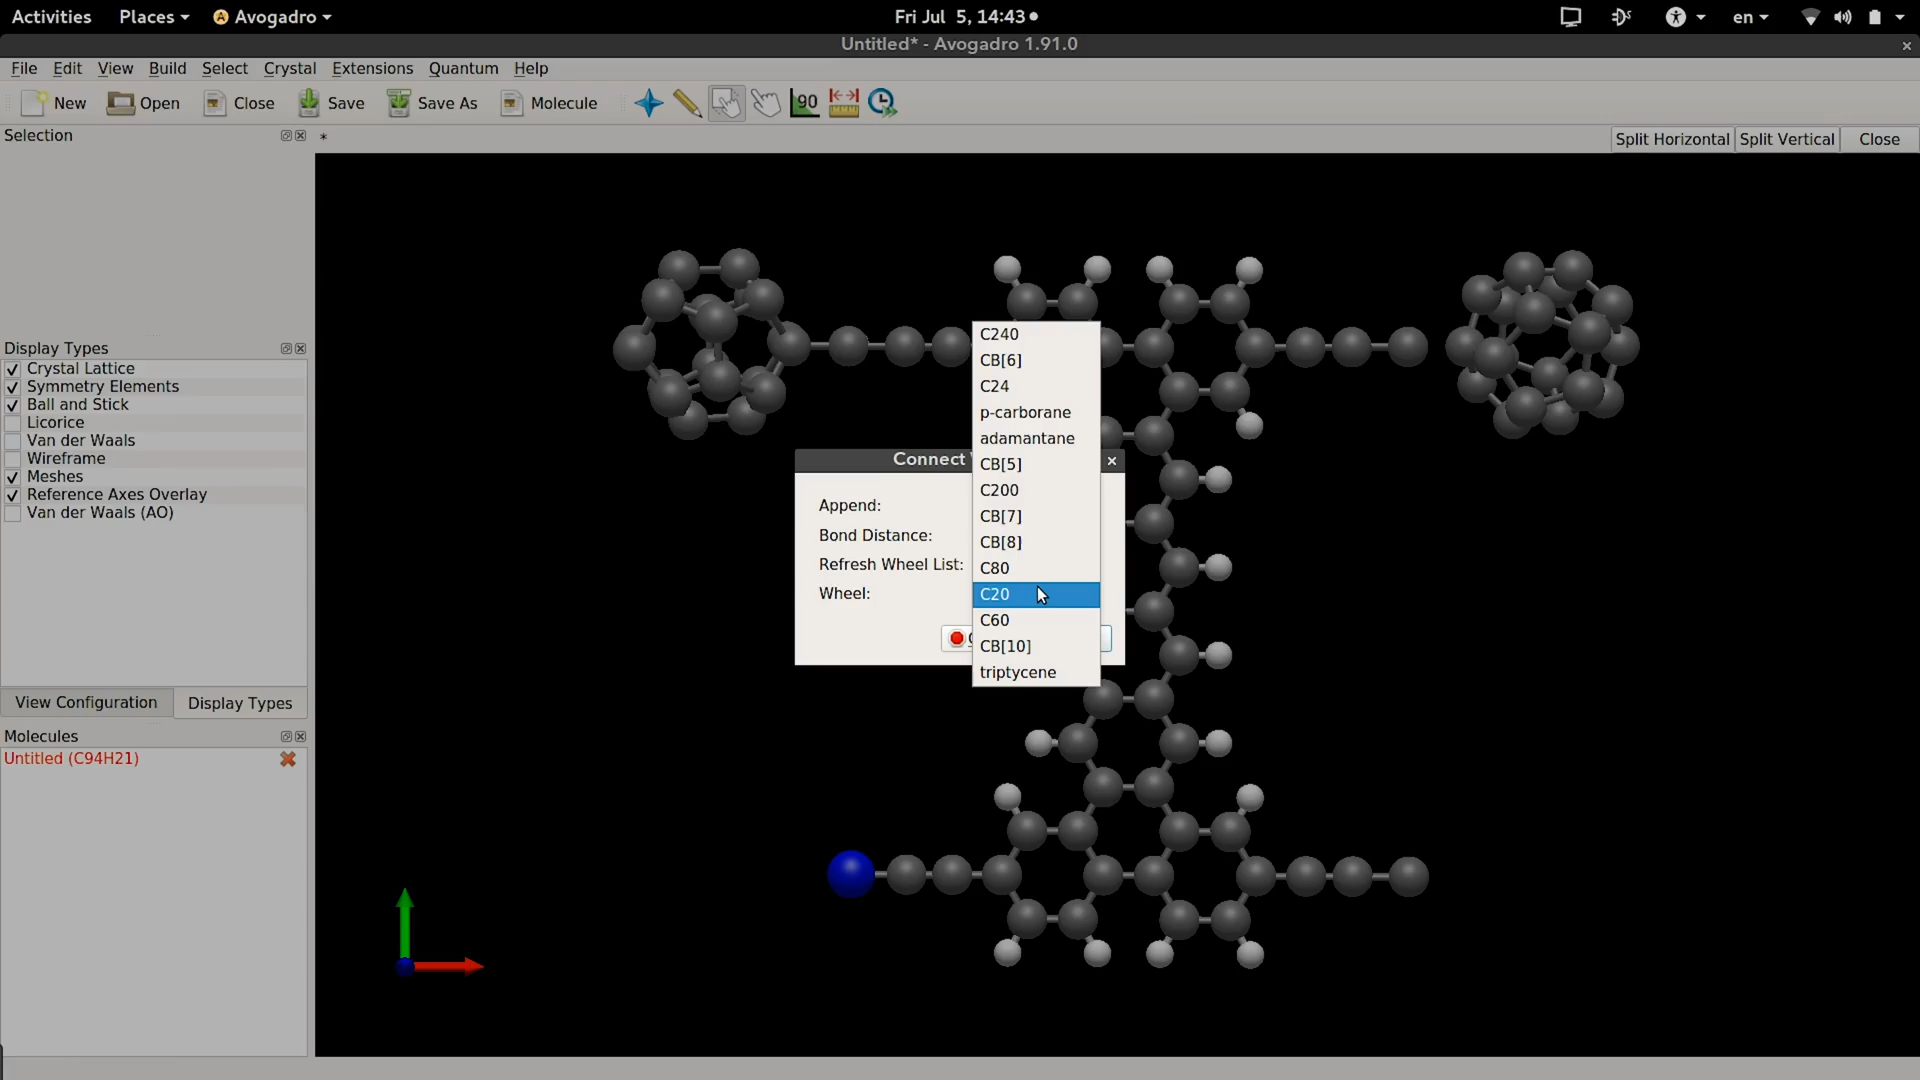 Activities Places Avogadro Fri Jul 5, 14:43 en
Untitled* - Avogadro 1.91.0
File Edit View Build Select Crystal Extensions Quantum Help
New Open Close Save Save As Molecule 90
Selection * Split Horizontal Split Vertical Close
Display Types
Crystal Lattice
Symmetry Elements
Ball and Stick
Licorice
Van der Waals
Wireframe
Meshes
Reference Axes Overlay
Van der Waals (AO)
View Configuration Display Types
Molecules
Untitled (C94H21)
Connect
Append:
Bond Distance:
Refresh Wheel List:
Wheel:
C240
CB[6]
C24
p-carborane
adamantane
CB[5]
C200
CB[7]
CB[8]
C80
C20
C60
CB[10]
triptycene